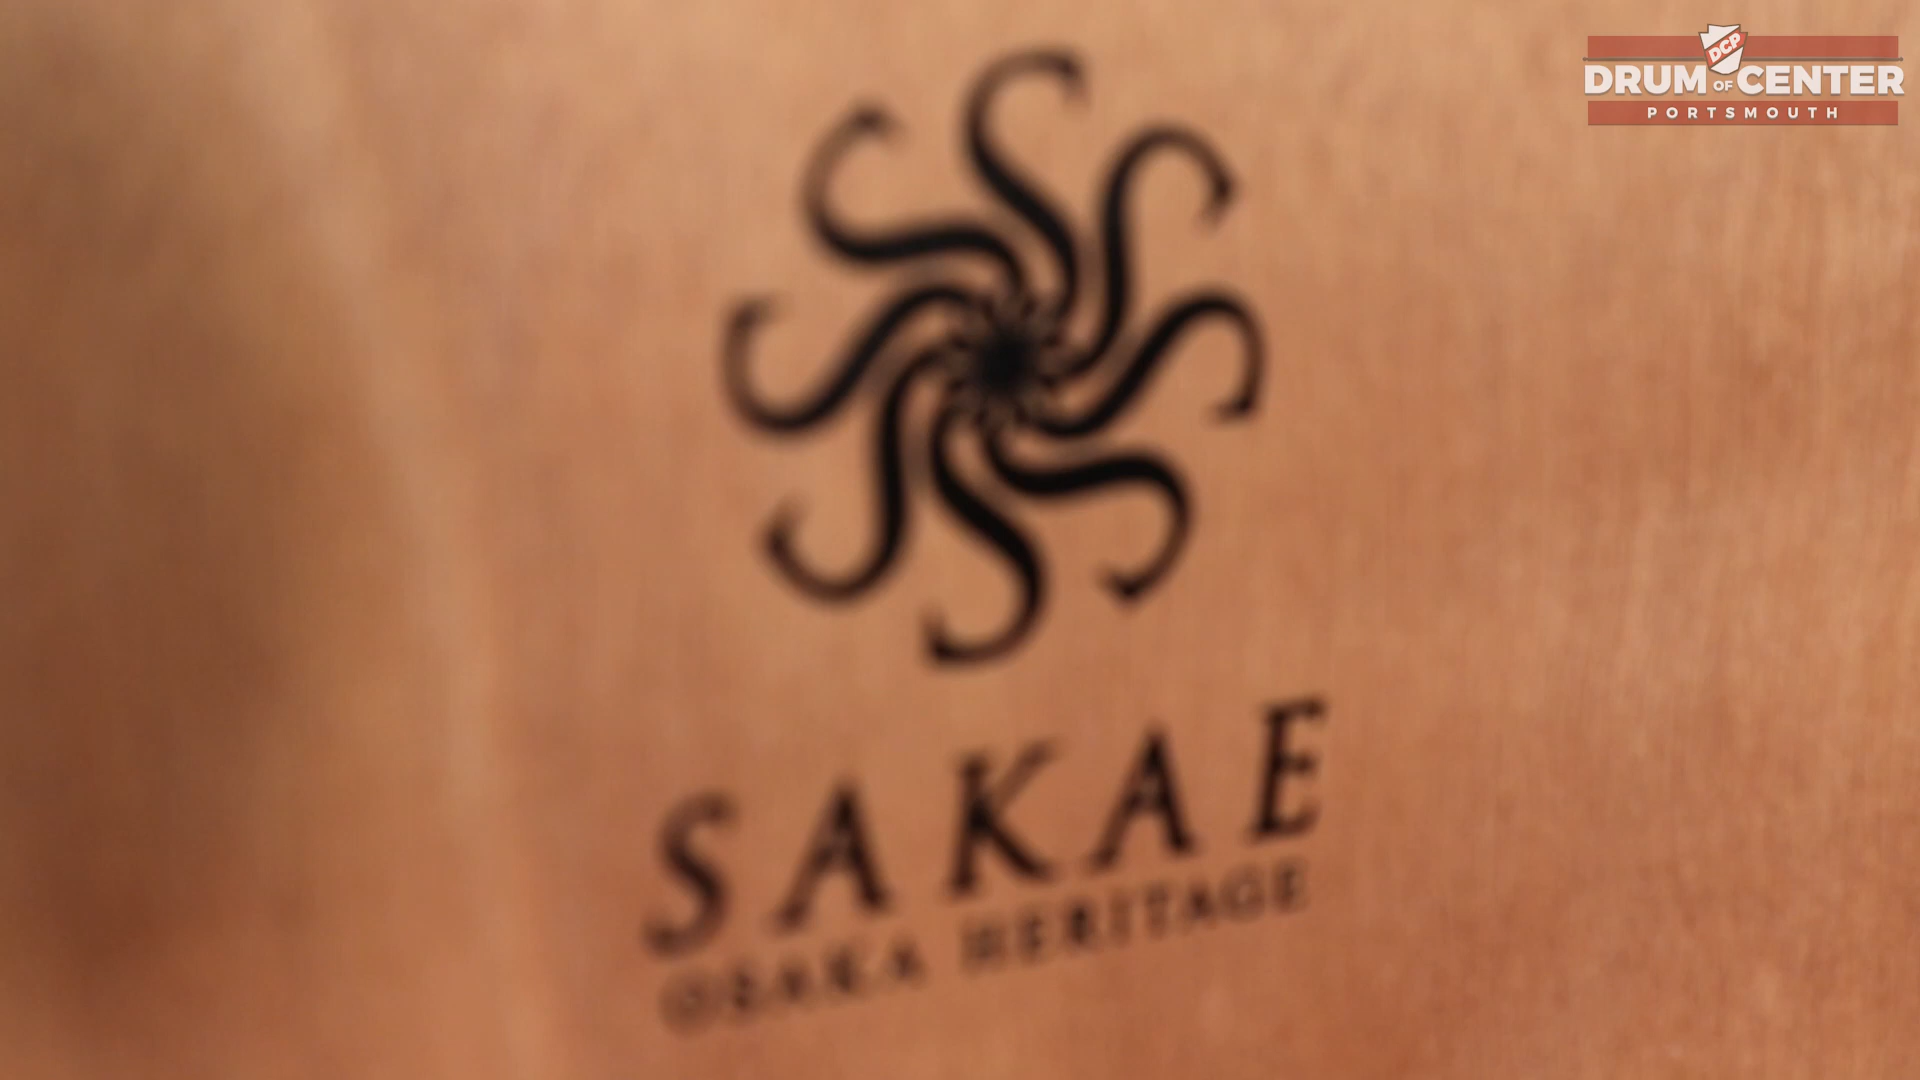 DCP
DRUM OF CENTER
PORTSMOUTH
SAKAE
OSAKA HERITAGE